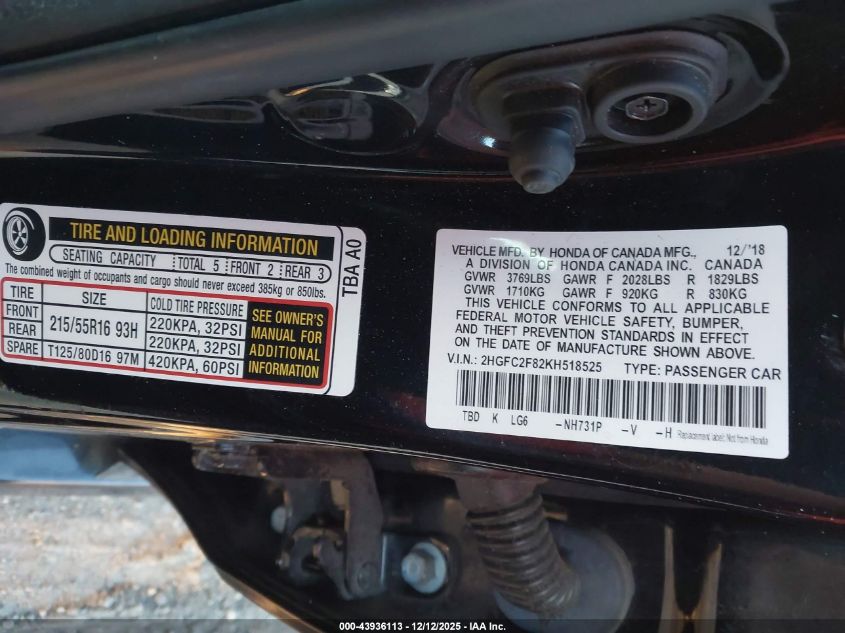 TIRE AND LOADING INFORMATION
SEATING CAPACITY TOTAL 5 FRONT 2 REAR 3
The combined weight of occupants and cargo should never exceed 385kg or 850lbs.
TIRE SIZE COLD TIRE PRESSURE
FRONT 215/55R16 93H 220KPA, 32PSI
REAR 220KPA, 32PSI
SPARE T125/80D16 97M 420KPA, 60PSI
SEE OWNER'S
MANUAL FOR
ADDITIONAL
INFORMATION
TBA A0
VEHICLE MFD. BY HONDA OF CANADA MFG., 12/'18
A DIVISION OF HONDA CANADA INC. CANADA
GVWR 3769LBS GAWR F 2028LBS R 1829LBS
GVWR 1710KG GAWR F 920KG R 830KG
THIS VEHICLE CONFORMS TO ALL APPLICABLE
FEDERAL MOTOR VEHICLE SAFETY, BUMPER,
AND THEFT PREVENTION STANDARDS IN EFFECT
ON THE DATE OF MANUFACTURE SHOWN ABOVE.
V.I.N.: 2HGFC2F82KH518525 TYPE: PASSENGER CAR
TBD K LG6 -NH731P -V -H Replacement label: Not from Honda
000-43936113 - 12/12/2025 - IAA Inc.